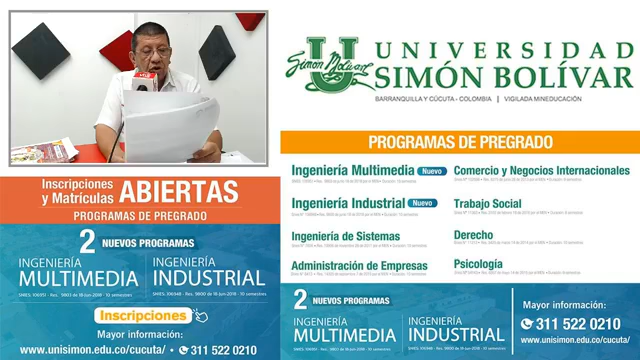 Inscripciones
y Matrículas ABIERTAS
PROGRAMAS DE PREGRADO
2 NUEVOS PROGRAMAS
INGENIERÍA
MULTIMEDIA
INGENIERÍA
INDUSTRIAL
Inscripciones
Mayor información:
www.unisimon.edu.co/cucuta/ • 311 522 0210
Simón Bolívar
UNIVERSIDAD
SIMÓN BOLÍVAR
BARRANQUILLA Y CÚCUTA - COLOMBIA | VIGILADA MINEDUCACIÓN
PROGRAMAS DE PREGRADO
Ingeniería Multimedia Nuevo
Ingeniería Industrial Nuevo
Ingeniería de Sistemas
Administración de Empresas
Comercio y Negocios Internacionales
Trabajo Social
Derecho
Psicología
2 NUEVOS PROGRAMAS
INGENIERÍA
MULTIMEDIA
INGENIERÍA
INDUSTRIAL
Mayor información:
311 522 0210
www.unisimon.edu.co/cucuta/